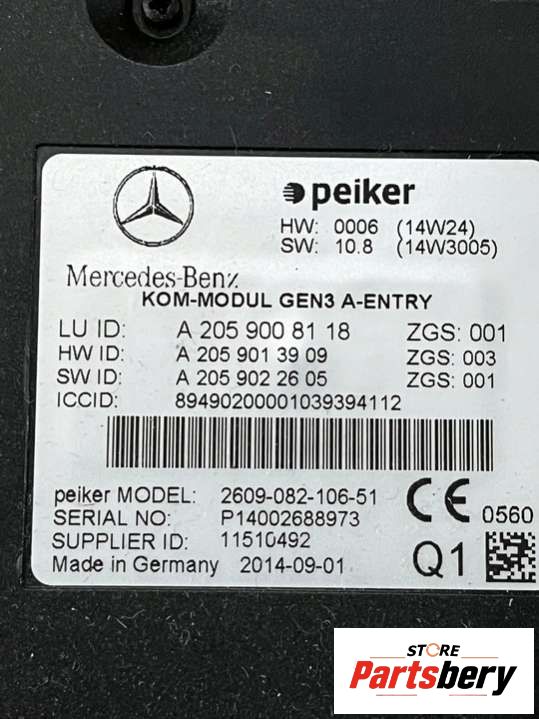 peiker
HW: 0006 (14W24)
SW: 10.8 (14W3005)
Mercedes-Benz
KOM-MODUL GEN3 A-ENTRY
LU ID: A 205 900 81 18 ZGS: 001
HW ID: A 205 901 39 09 ZGS: 003
SW ID: A 205 902 26 05 ZGS: 001
ICCID: 89490200001039394112
peiker MODEL: 2609-082-106-51
SERIAL NO: P14002688973
SUPPLIER ID: 11510492
Made in Germany 2014-09-01
CE 0560
Q1
STORE
Partsbery